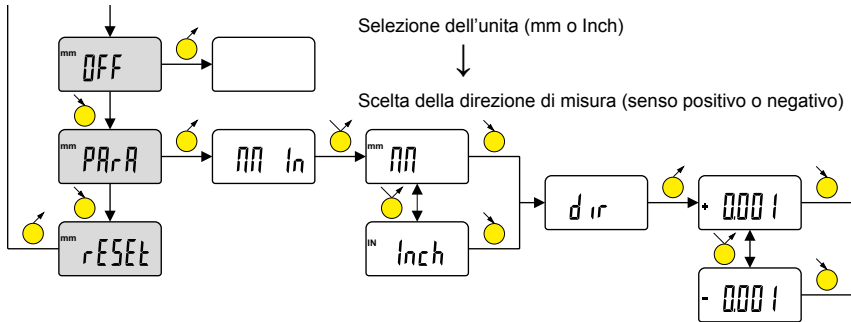 Selezione dell'unita (mm o Inch)
Scelta della direzione di misura (senso positivo o negativo)
mm OFF
mm PArA
MM In
mm MM
dir
+ 0.001
mm rESEt
IN Inch
- 0.001